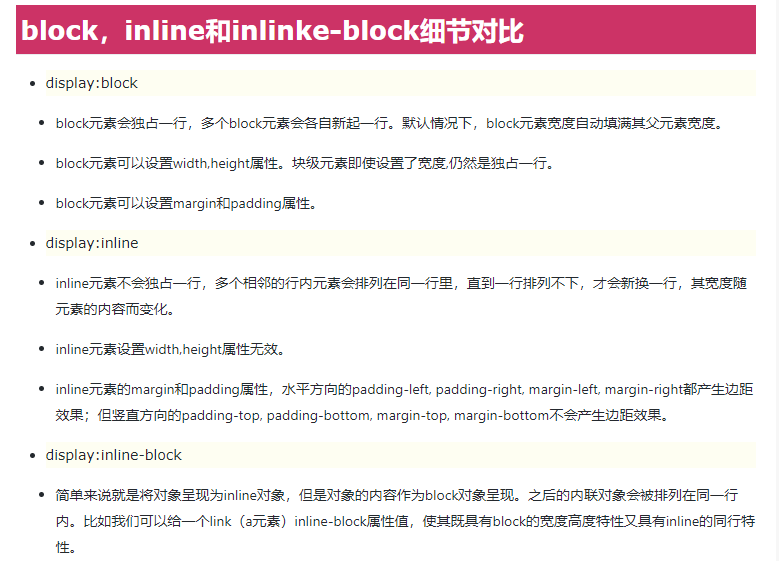 block，inline和inlinke-block细节对比
display:block
block元素会独占一行，多个block元素会各自新起一行。默认情况下，block元素宽度自动填满其父元素宽度。
block元素可以设置width,height属性。块级元素即使设置了宽度,仍然是独占一行。
block元素可以设置margin和padding属性。
display:inline
inline元素不会独占一行，多个相邻的行内元素会排列在同一行里，直到一行排列不下，才会新换一行，其宽度随
元素的内容而变化。
inline元素设置width,height属性无效。
inline元素的margin和padding属性，水平方向的padding-left, padding-right, margin-left, margin-right都产生边距
效果；但竖直方向的padding-top, padding-bottom, margin-top, margin-bottom不会产生边距效果。
display:inline-block
简单来说就是将对象呈现为inline对象，但是对象的内容作为block对象呈现。之后的内联对象会被排列在同一行
内。比如我们可以给一个link（a元素）inline-block属性值，使其既具有block的宽度高度特性又具有inline的同行特
性。